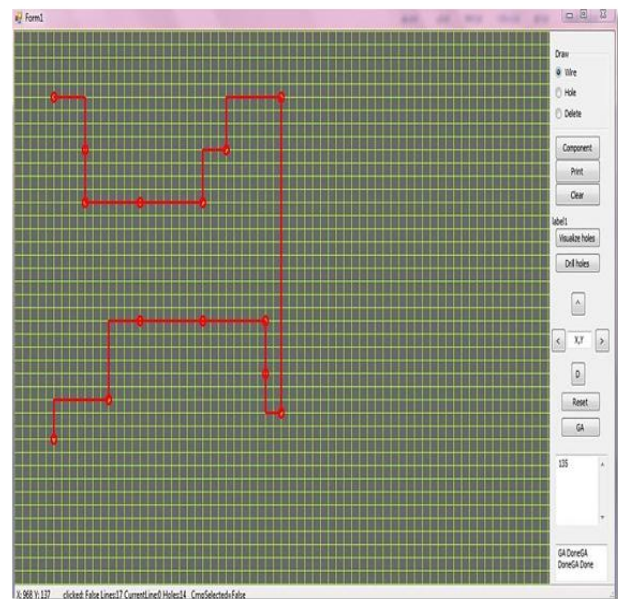 Form1
Draw
Wire
Hole
Delete
Component
Print
Clear
label1
Visualize holes
Drill holes
^
< X,Y >
D
Reset
GA
135
GA DoneGA
DoneGA Done
X: 968 Y: 137 clicked: False Lines:17 CurrentLine:0 Holes:14 CmpSelected=False